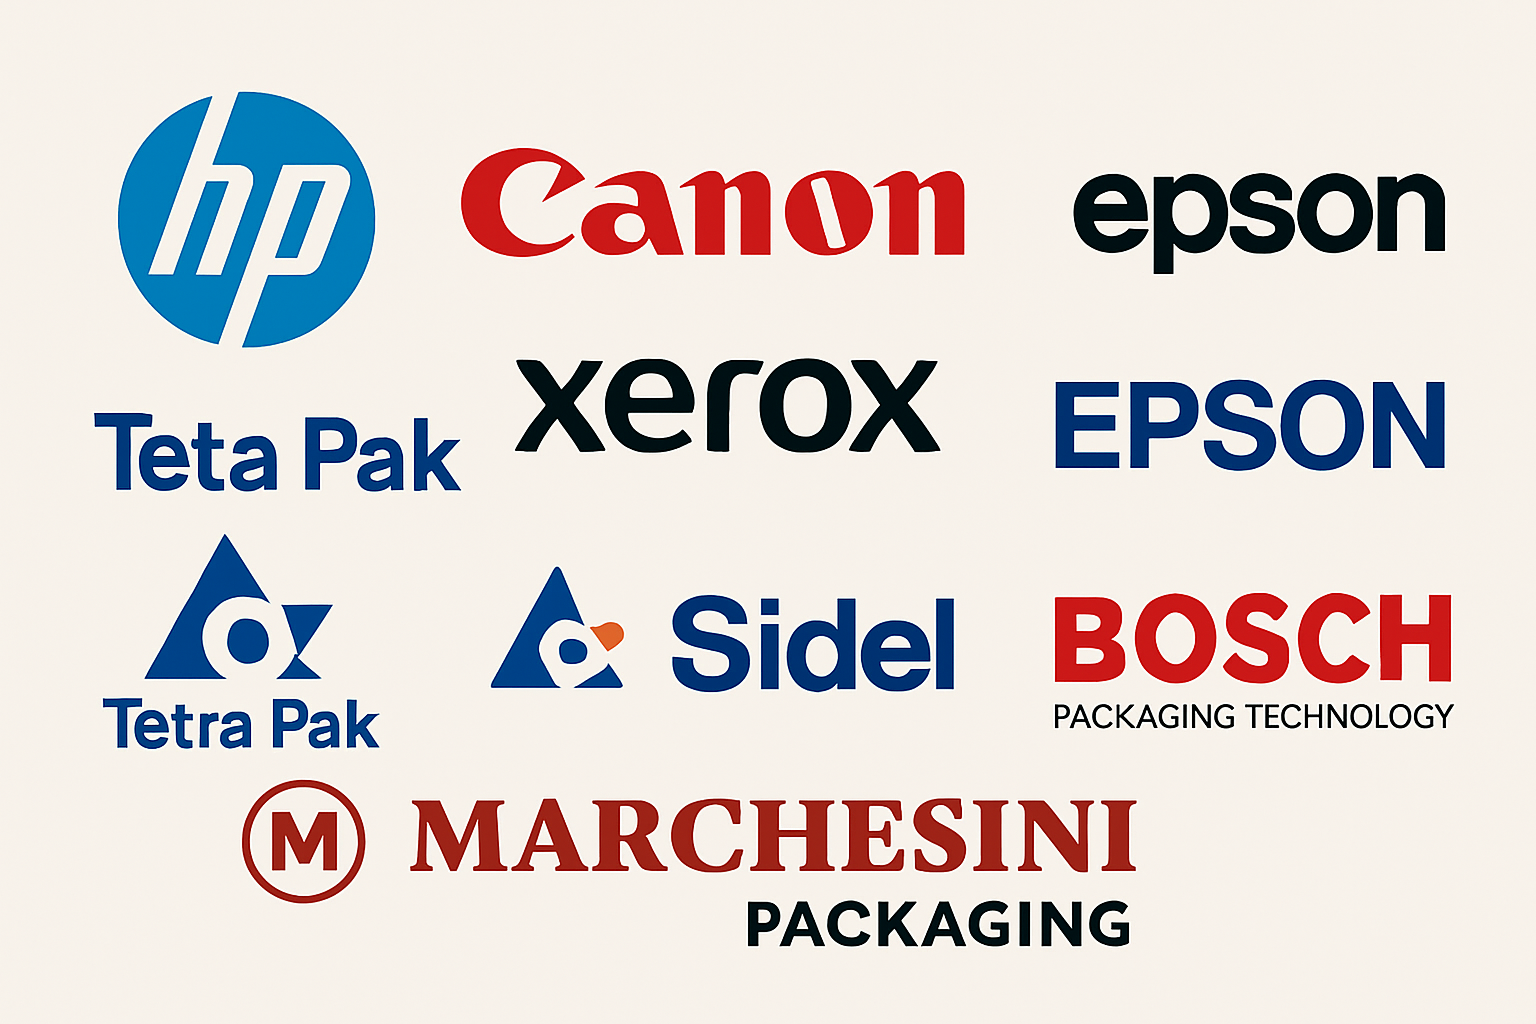 hp
Canon
epson
xerox
EPSON
Teta Pak
Tetra Pak
Sidel
BOSCH
PACKAGING TECHNOLOGY
M
MARCHESINI
PACKAGING